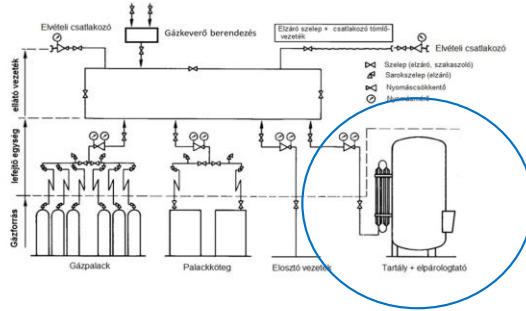 Elvételi csatlakozó
Gázkeverő berendezés
Elzáró szelep + csatlakozó tömlő-
vezeték
Elvételi csatlakozó
Szelep (elzáró, szakaszoló)
Sarokszelep (elzáró)
Nyomáscsökkentő
Nyomásmérő
ellátó vezeték
lefejtő egység
Gázforrás
Gázpalack
Palackköteg
Elosztó vezeték
Tartály + elpárologtató